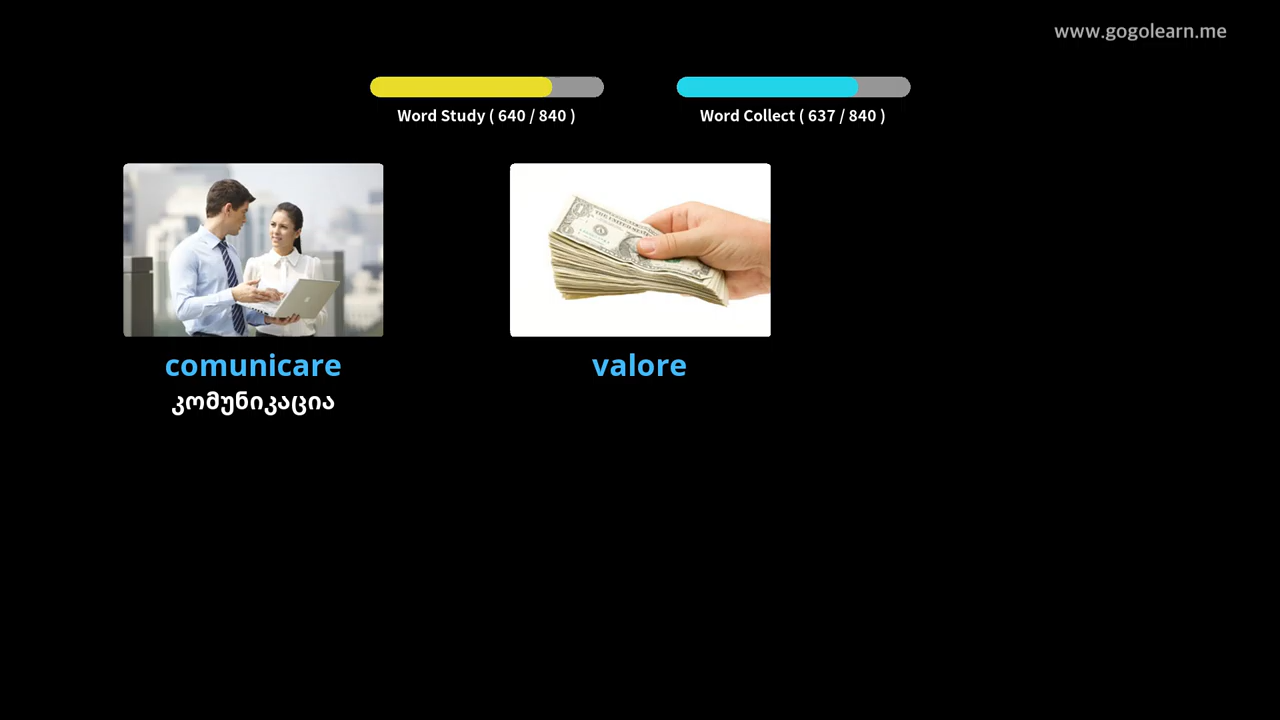 www.gogolearn.me
Word Study ( 640 / 840 )
Word Collect ( 637 / 840 )
comunicare
კომუნიკაცია
valore